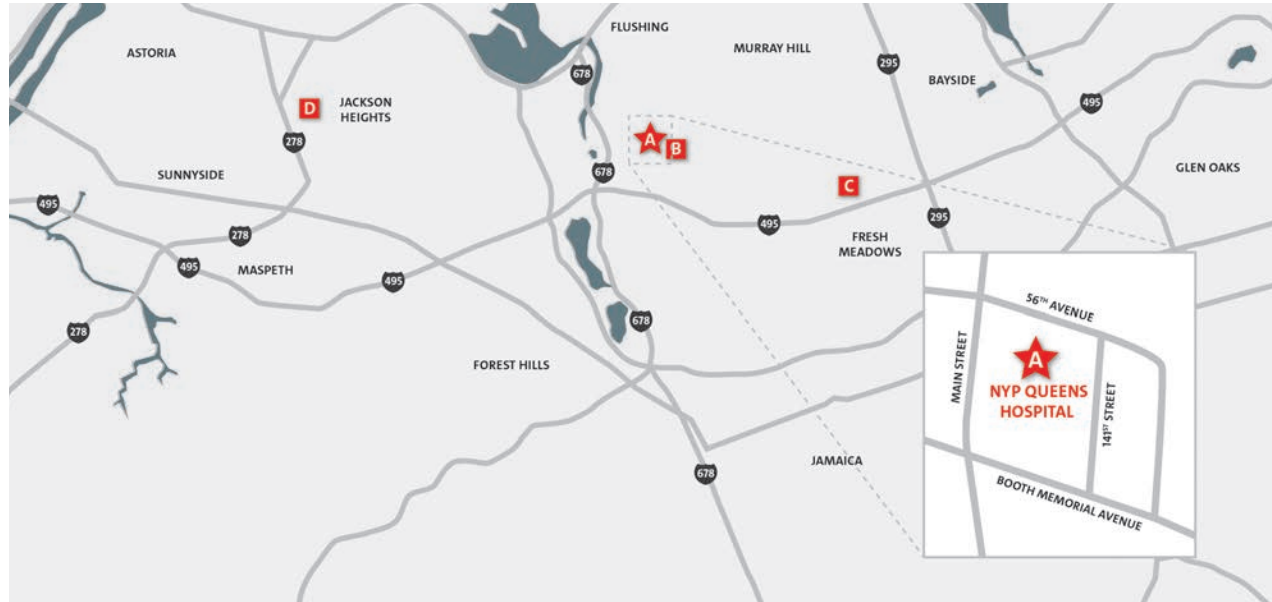 FLUSHING
MURRAY HILL
ASTORIA
295
678
BAYSIDE
JACKSON
HEIGHTS
495
D
278
A
B
GLEN OAKS
678
SUNNYSIDE
C
495
295
495
278
FRESH
MEADOWS
495
MASPETH
495
56TH AVENUE
678
278
MAIN STREET
A
FOREST HILLS
NYP QUEENS
HOSPITAL
141ST STREET
JAMAICA
678
BOOTH MEMORIAL AVENUE